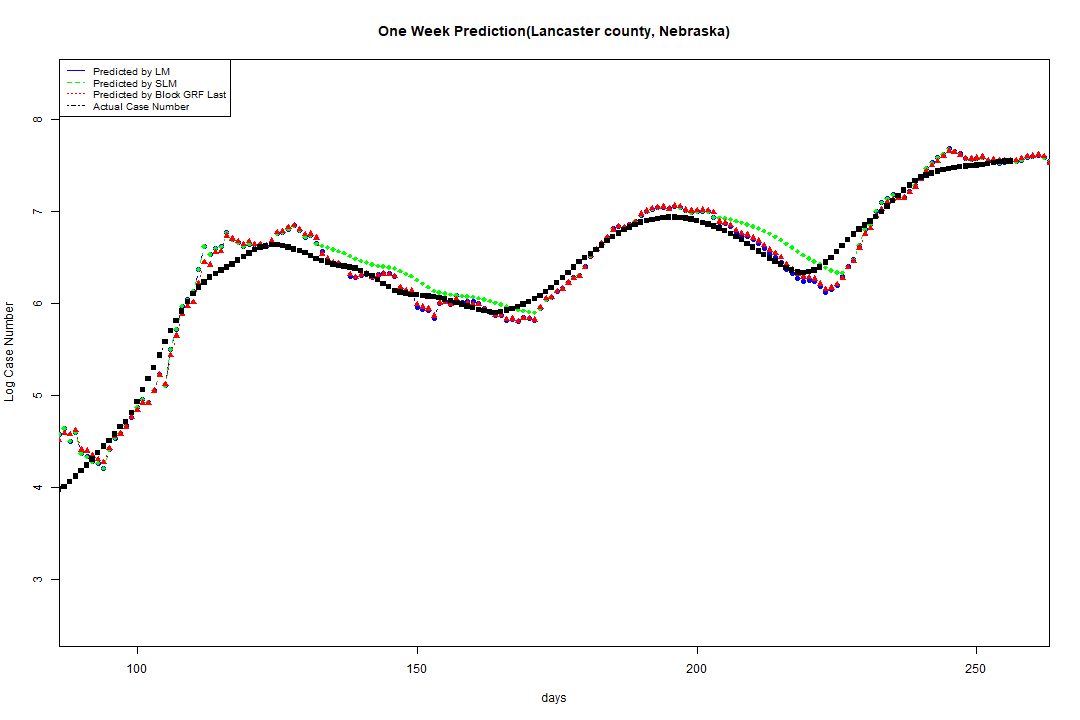 One Week Prediction(Lancaster county, Nebraska)
Predicted by LM
Predicted by SLM
Predicted by Block GRF Last
Actual Case Number
8
7
6
5
4
3
Log Case Number
100 150 200 250
days